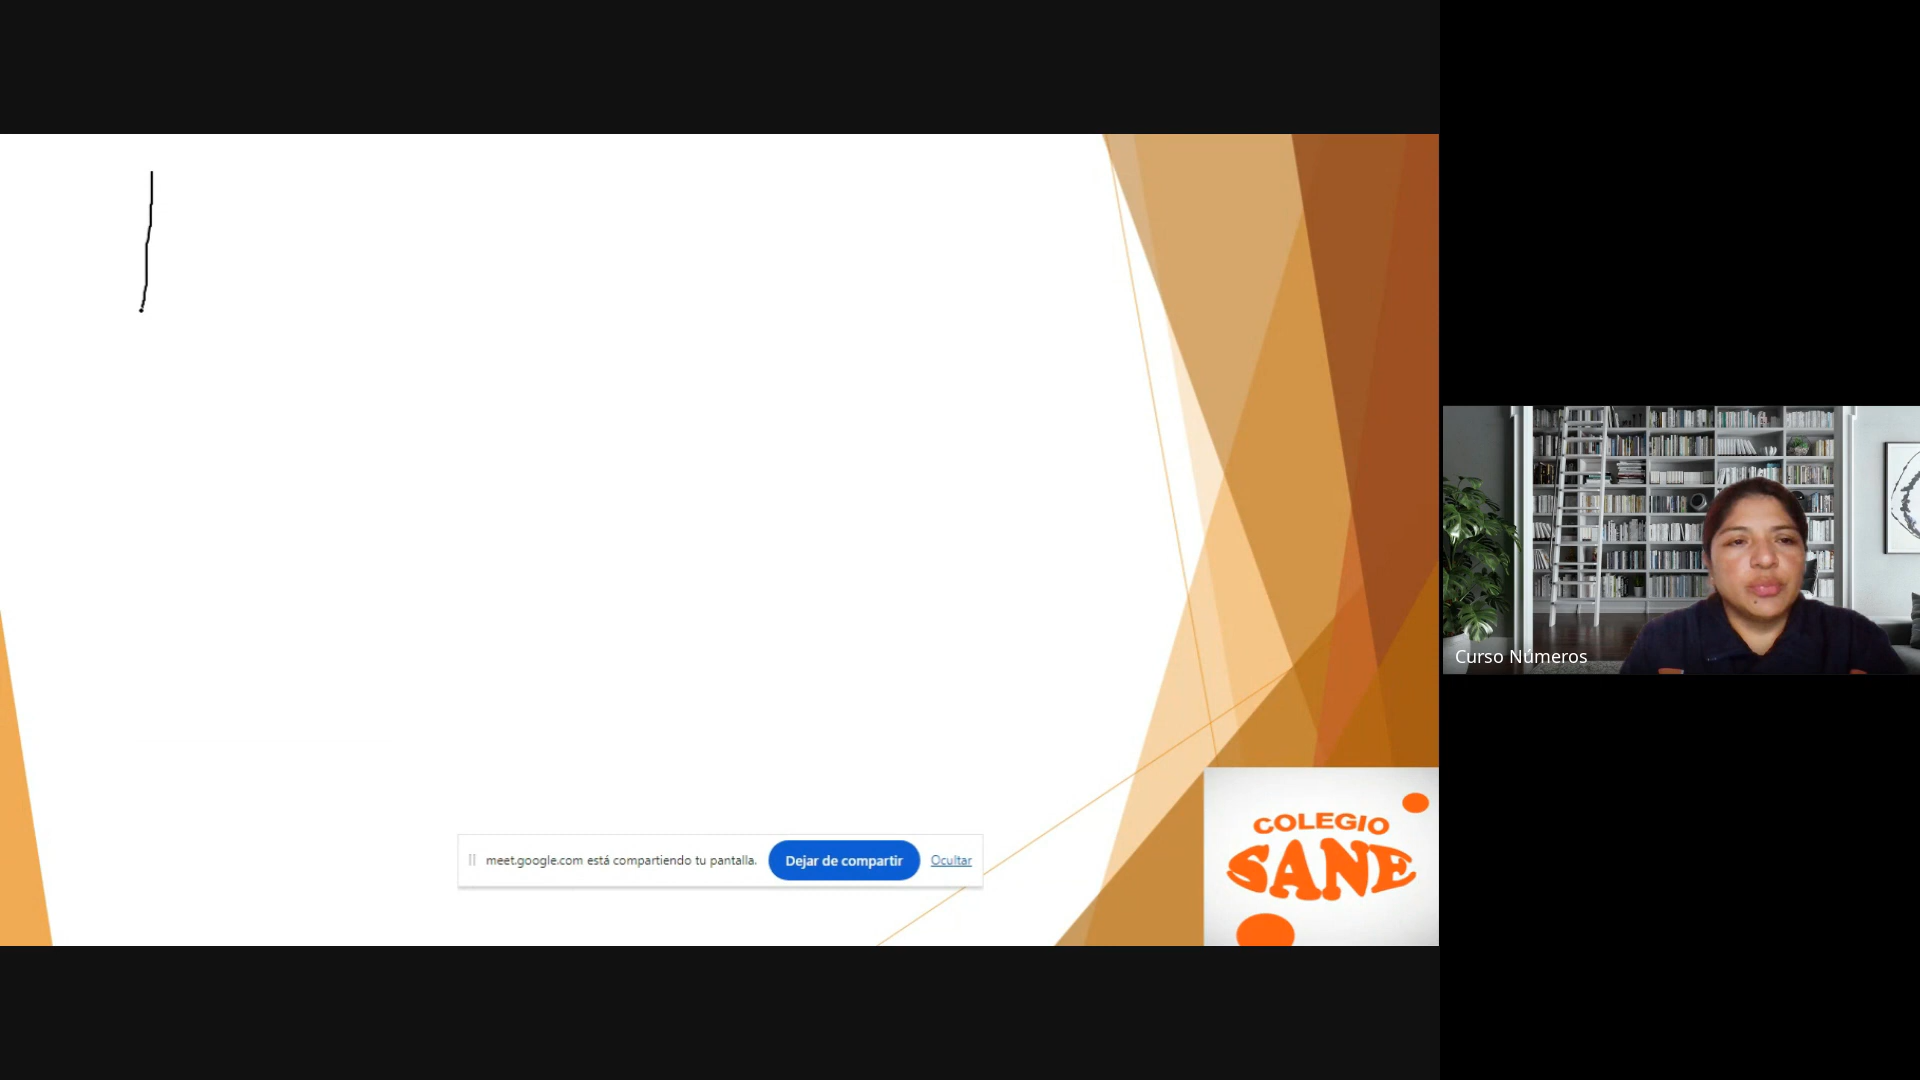 meet.google.com está compartiendo tu pantalla. Dejar de compartir Ocultar
COLEGIO
SANE
Curso Números